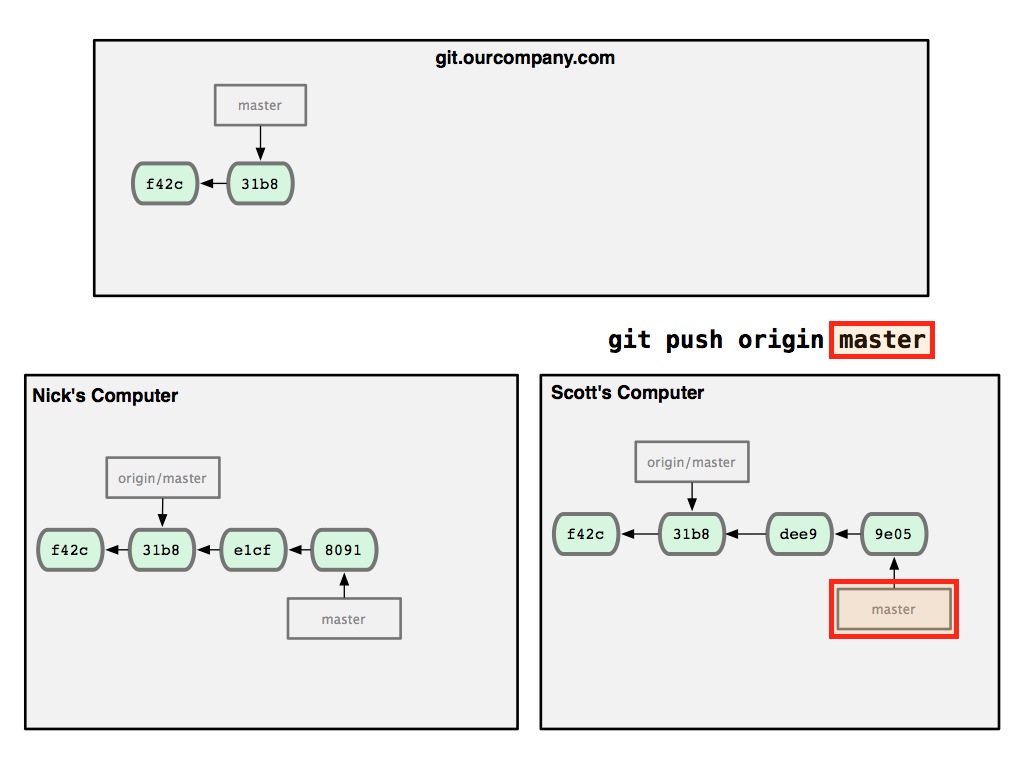 git.ourcompany.com
master
f42c
31b8
git push origin master
Nick's Computer
origin/master
f42c
31b8
e1cf
8091
master
Scott's Computer
origin/master
f42c
31b8
dee9
9e05
master